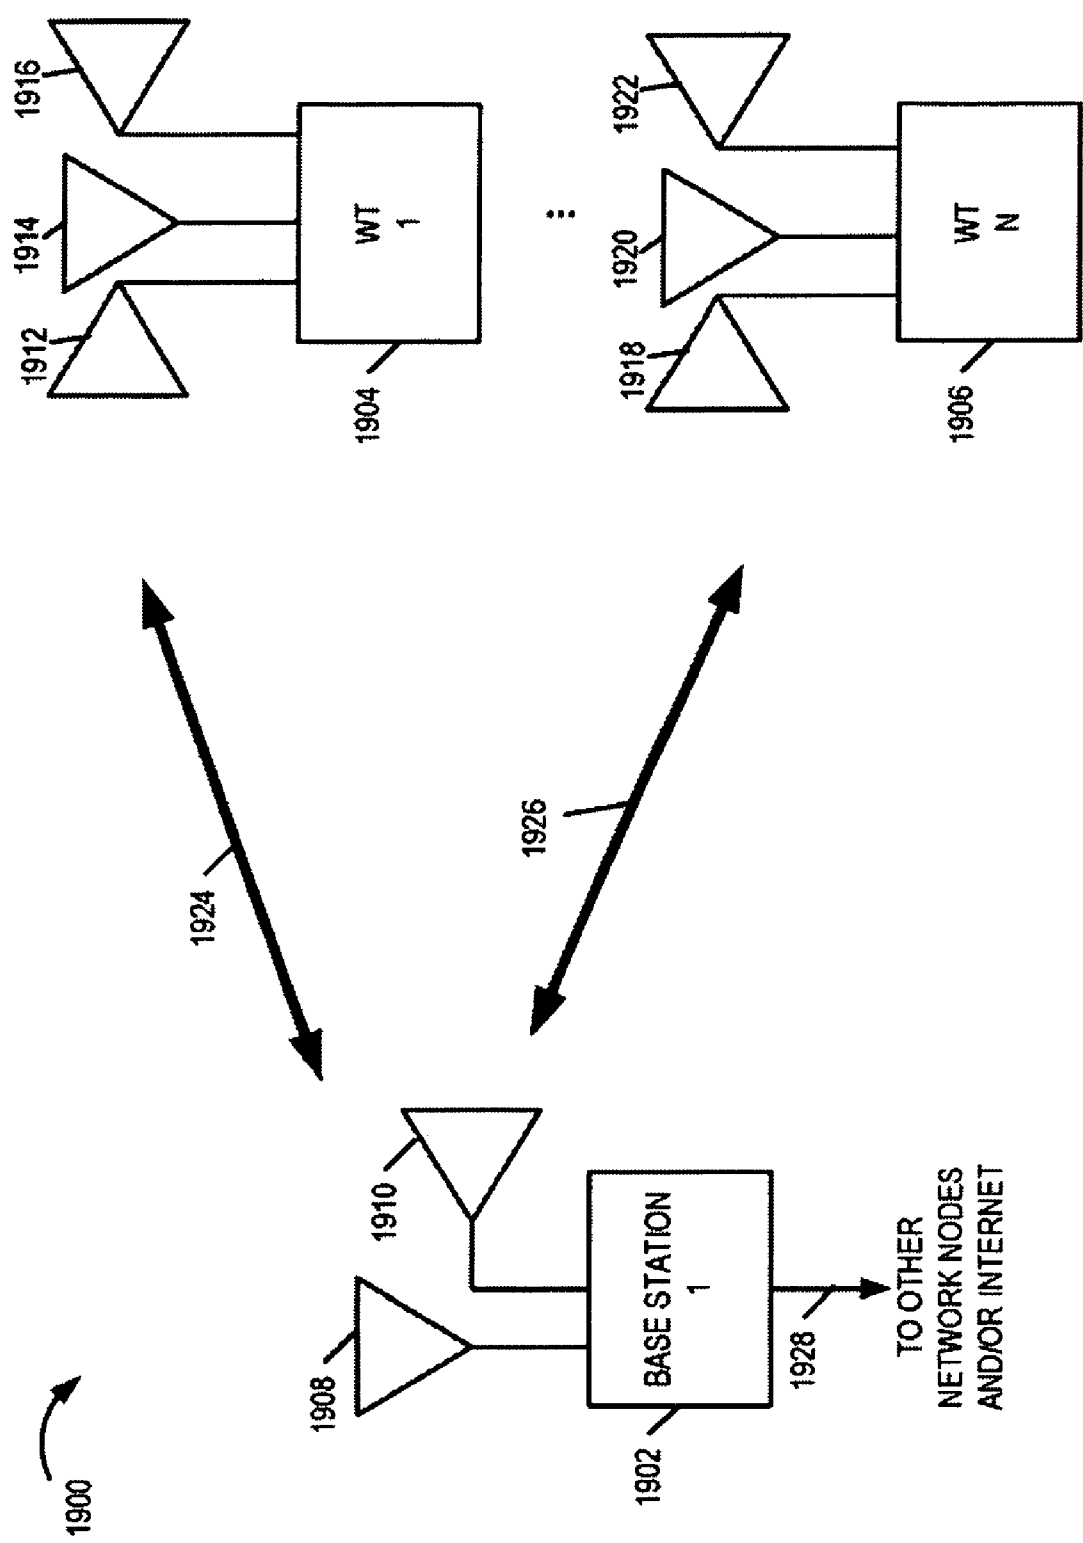 1900
1908
1910
BASE STATION
1
1902
1928
TO OTHER
NETWORK NODES
AND/OR INTERNET
1924
1926
1912
1914
1916
WT
1
1904
...
1918
1920
1922
WT
N
1906